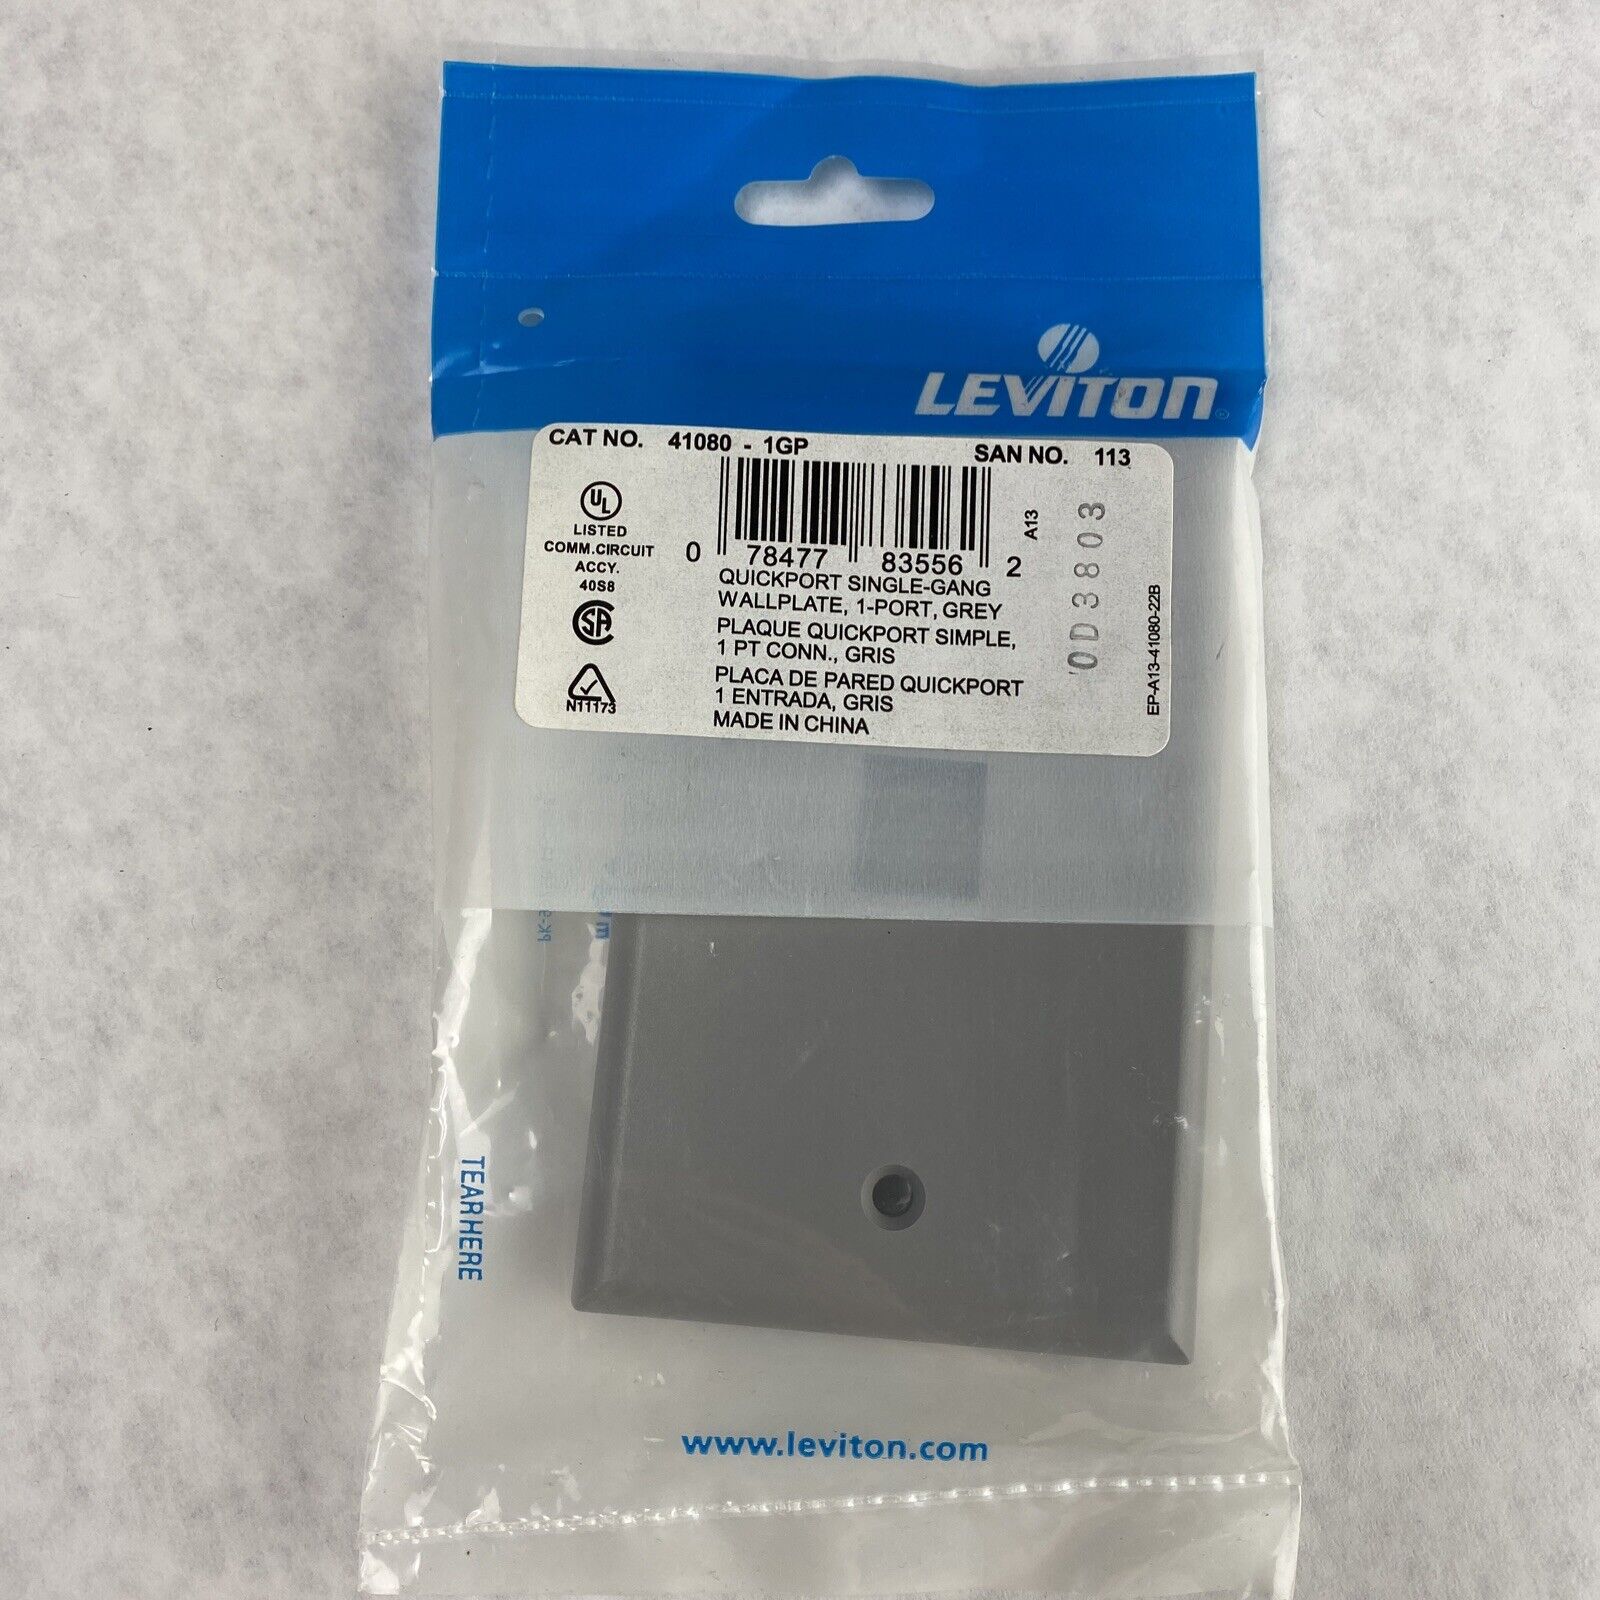 LEVITON
CAT NO. 41080 - 1GP SAN NO. 113
UL
LISTED
COMM.CIRCUIT
ACCY.
40S8
SA
N11173
0 78477 83556 2
A13
QUICKPORT SINGLE-GANG
WALLPLATE, 1-PORT, GREY
PLAQUE QUICKPORT SIMPLE,
1 PT CONN., GRIS
PLACA DE PARED QUICKPORT
1 ENTRADA, GRIS
MADE IN CHINA
0D3803
EP-A13-41080-22B
TEAR HERE
www.leviton.com